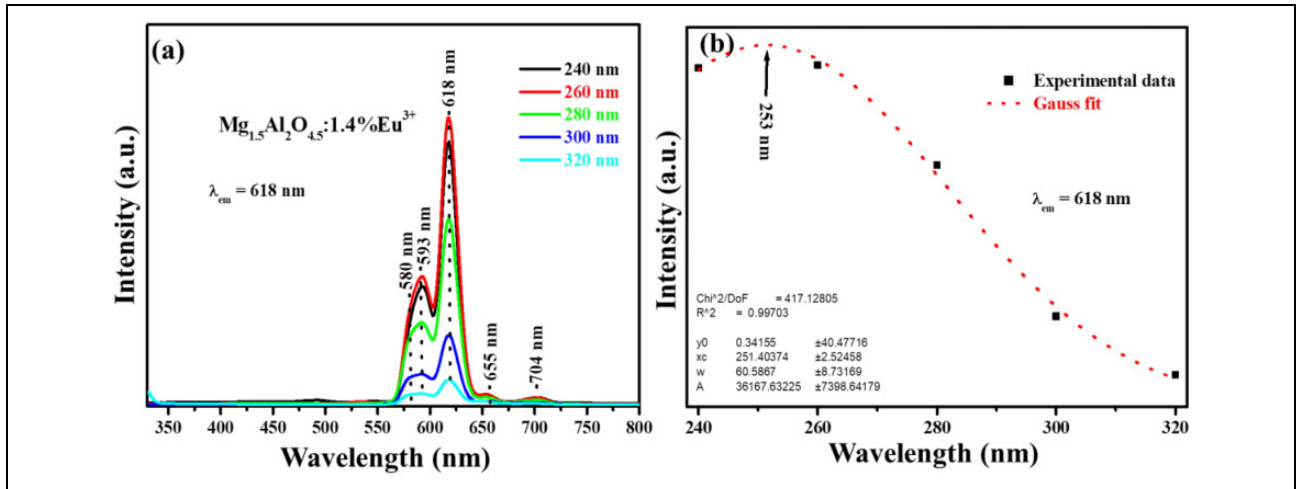 (a)
618 nm
240 nm
260 nm
280 nm
300 nm
320 nm
Mg1.5Al2O4.5:1.4%Eu3+
λem = 618 nm
580 nm
593 nm
655 nm
704 nm
Intensity (a.u.)
350 400 450 500 550 600 650 700 750 800
Wavelength (nm)
(b)
253 nm
Experimental data
Gauss fit
λem = 618 nm
Chi^2/DoF = 417.12805
R^2 = 0.99703
y0 0.34155 ±40.47716
xc 251.40374 ±2.52458
w 60.5867 ±8.73169
A 36167.63225 ±7398.64179
Intensity (a.u.)
240 260 280 300 320
Wavelength (nm)